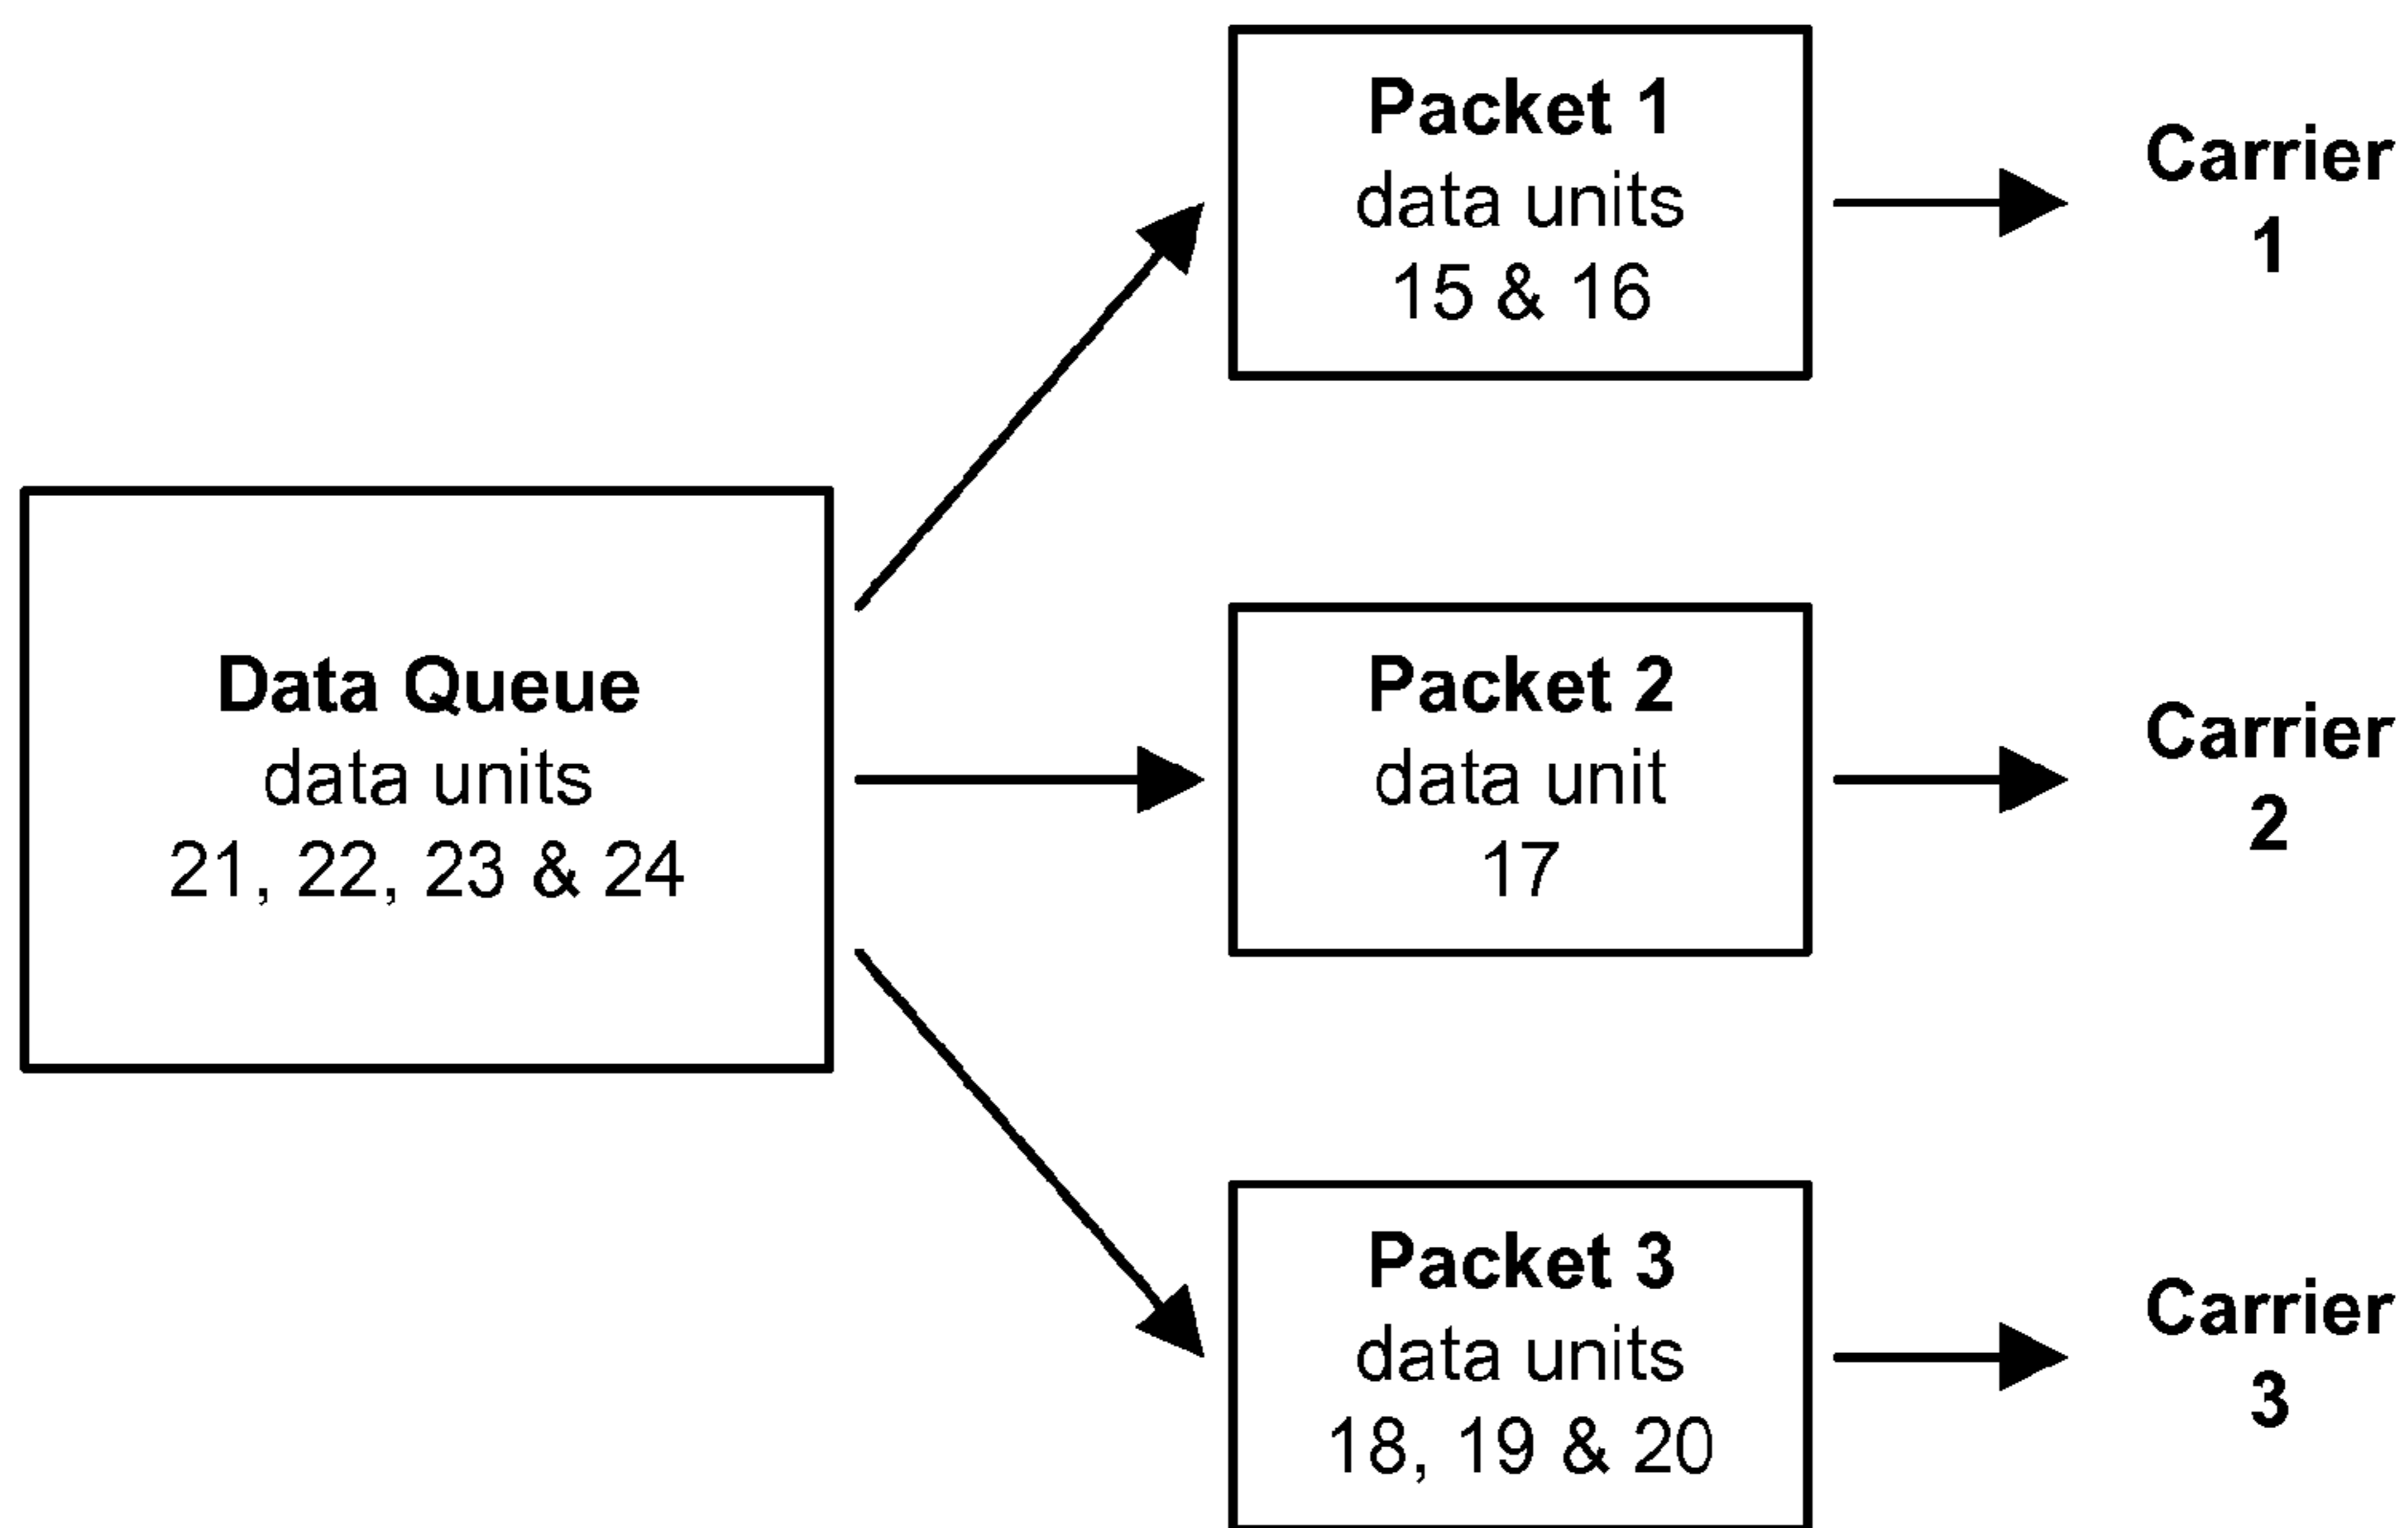 Data Queue
data units
21, 22, 23 & 24
Packet 1
data units
15 & 16
Carrier
1
Packet 2
data unit
17
Carrier
2
Packet 3
data units
18, 19 & 20
Carrier
3